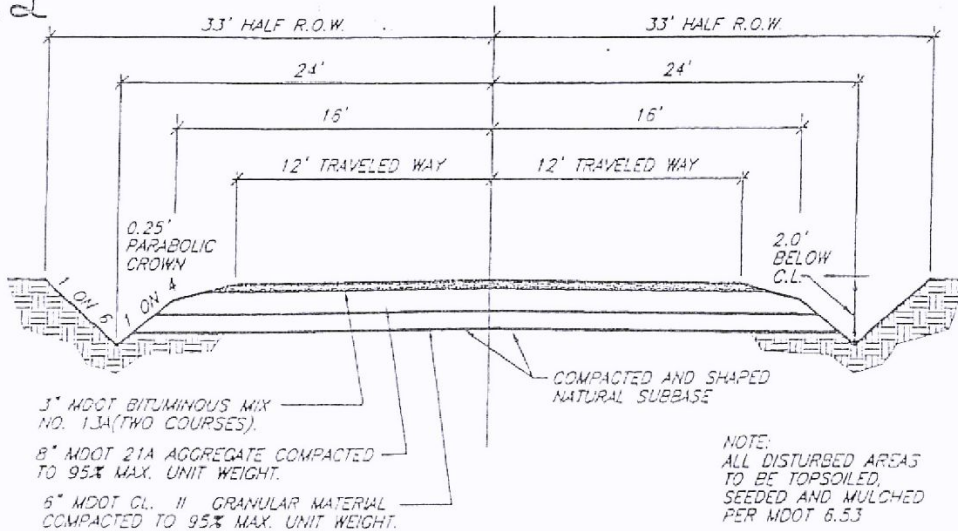 33' HALF R.O.W. 33' HALF R.O.W.
24' 24'
16' 16'
12' TRAVELED WAY 12' TRAVELED WAY
0.25'
PARABOLIC
CROWN
2.0'
BELOW
C.L.
1 ON 6
1 ON 4
COMPACTED AND SHAPED
NATURAL SUBBASE
3" MDOT BITUMINOUS MIX
NO. 13A(TWO COURSES).
8" MDOT 21A AGGREGATE COMPACTED
TO 95% MAX. UNIT WEIGHT.
6" MDOT CL. II GRANULAR MATERIAL
COMPACTED TO 95% MAX. UNIT WEIGHT.
NOTE:
ALL DISTURBED AREAS
TO BE TOPSOILED,
SEEDED AND MULCHED
PER MDOT 6.53